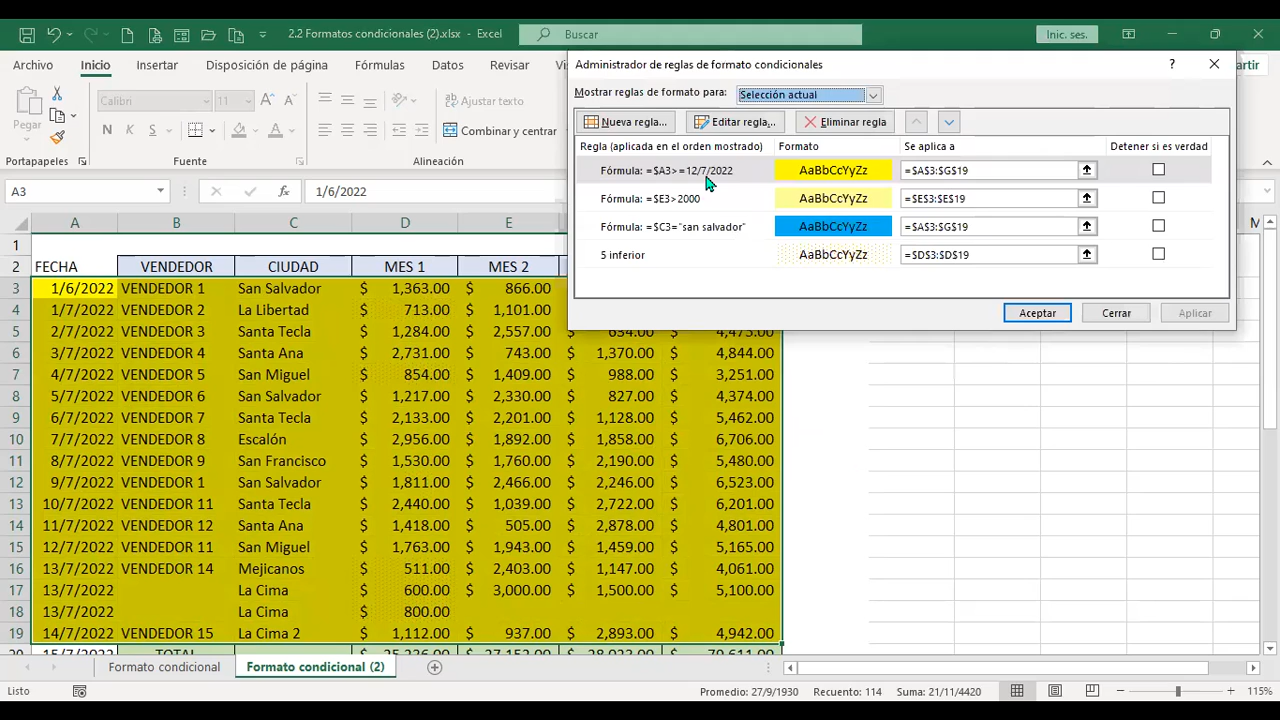 2.2 Formatos condicionales (2).xlsx - Excel
Buscar
Inic. ses.
Archivo Inicio Insertar Disposición de página Fórmulas Datos Revisar
Calibri 11
Ajustar texto
Combinar y centrar
Pegar
Portapapeles Fuente Alineación
Administrador de reglas de formato condicionales
Mostrar reglas de formato para: Selección actual
Nueva regla... Editar regla... Eliminar regla
Regla (aplicada en el orden mostrado) Formato Se aplica a Detener si es verdad
Fórmula: =$A3>=12/7/2022 AaBbCcYyZz =$A$3:$G$19
Fórmula: =$E3>2000 AaBbCcYyZz =$E$3:$E$19
Fórmula: =$C3="san salvador" AaBbCcYyZz =$A$3:$G$19
5 inferior AaBbCcYyZz =$D$3:$D$19
Aceptar Cerrar Aplicar
A3 1/6/2022
A B C D E
1
2 FECHA VENDEDOR CIUDAD MES 1 MES 2
3 1/6/2022 VENDEDOR 1 San Salvador $ 1,363.00 $ 866.00
4 1/7/2022 VENDEDOR 2 La Libertad $ 713.00 $ 1,101.00
5 2/7/2022 VENDEDOR 3 Santa Tecla $ 1,284.00 $ 2,557.00 $ 634.00 $ 4,475.00
6 3/7/2022 VENDEDOR 4 Santa Ana $ 2,731.00 $ 743.00 $ 1,370.00 $ 4,844.00
7 4/7/2022 VENDEDOR 5 San Miguel $ 854.00 $ 1,409.00 $ 988.00 $ 3,251.00
8 5/7/2022 VENDEDOR 6 San Salvador $ 1,217.00 $ 2,330.00 $ 827.00 $ 4,374.00
9 6/7/2022 VENDEDOR 7 Santa Tecla $ 2,133.00 $ 2,201.00 $ 1,128.00 $ 5,462.00
10 7/7/2022 VENDEDOR 8 Escalón $ 2,956.00 $ 1,892.00 $ 1,858.00 $ 6,706.00
11 8/7/2022 VENDEDOR 9 San Francisco $ 1,530.00 $ 1,760.00 $ 2,190.00 $ 5,480.00
12 9/7/2022 VENDEDOR 1 San Salvador $ 1,811.00 $ 2,466.00 $ 2,246.00 $ 6,523.00
13 10/7/2022 VENDEDOR 11 Santa Tecla $ 2,440.00 $ 1,039.00 $ 2,722.00 $ 6,201.00
14 11/7/2022 VENDEDOR 12 Santa Ana $ 1,418.00 $ 505.00 $ 2,878.00 $ 4,801.00
15 12/7/2022 VENDEDOR 11 San Miguel $ 1,763.00 $ 1,943.00 $ 1,459.00 $ 5,165.00
16 13/7/2022 VENDEDOR 14 Mejicanos $ 511.00 $ 2,403.00 $ 1,147.00 $ 4,061.00
17 13/7/2022 La Cima $ 600.00 $ 3,000.00 $ 1,500.00 $ 5,100.00
18 13/7/2022 La Cima $ 800.00
19 14/7/2022 VENDEDOR 15 La Cima 2 $ 1,112.00 $ 937.00 $ 2,893.00 $ 4,942.00
20 15/7/2022 TOTAL
Formato condicional Formato condicional (2)
Listo Promedio: 27/9/1930 Recuento: 114 Suma: 21/11/4420 115%